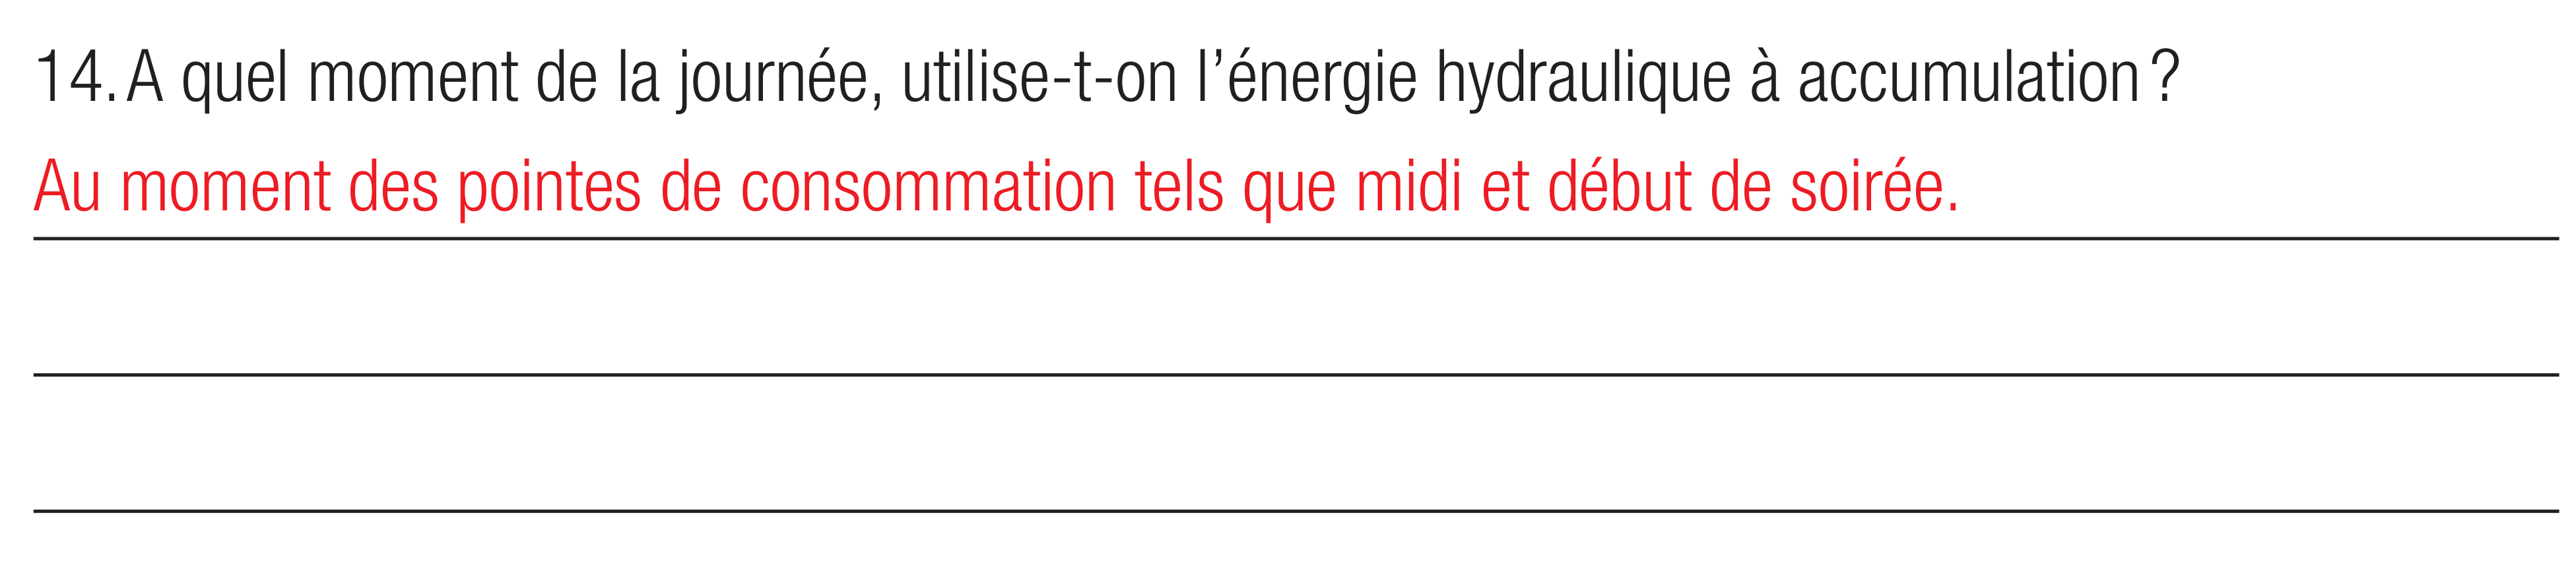 14. A quel moment de la journée, utilise-t-on l’énergie hydraulique à accumulation ?
Au moment des pointes de consommation tels que midi et début de soirée.